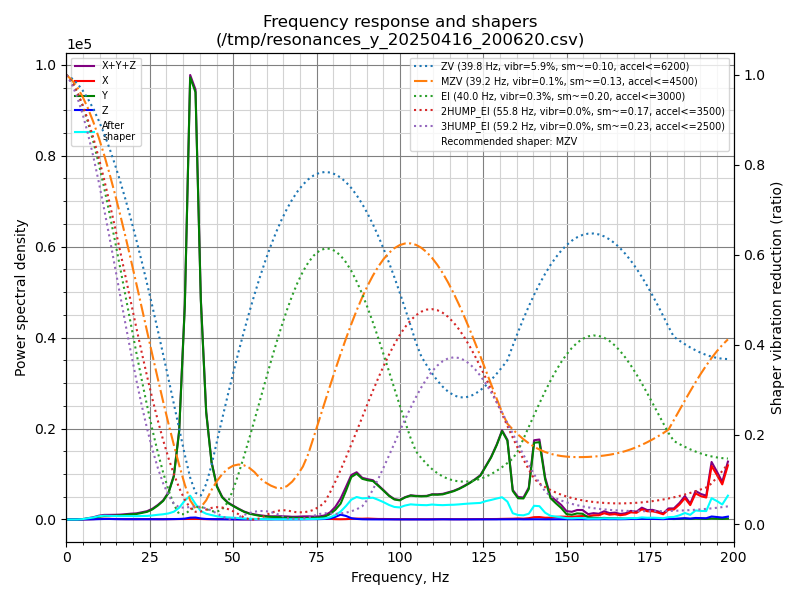 Frequency response and shapers
(/tmp/resonances_y_20250416_200620.csv)
1e5
X+Y+Z
X
Y
Z
After
shaper
ZV (39.8 Hz, vibr=5.9%, sm~=0.10, accel<=6200)
MZV (39.2 Hz, vibr=0.1%, sm~=0.13, accel<=4500)
EI (40.0 Hz, vibr=0.3%, sm~=0.20, accel<=3000)
2HUMP_EI (55.8 Hz, vibr=0.0%, sm~=0.17, accel<=3500)
3HUMP_EI (59.2 Hz, vibr=0.0%, sm~=0.23, accel<=2500)
Recommended shaper: MZV
Power spectral density
1.0
0.8
0.6
0.4
0.2
0.0
Shaper vibration reduction (ratio)
1.0
0.8
0.6
0.4
0.2
0.0
0 25 50 75 100 125 150 175 200
Frequency, Hz